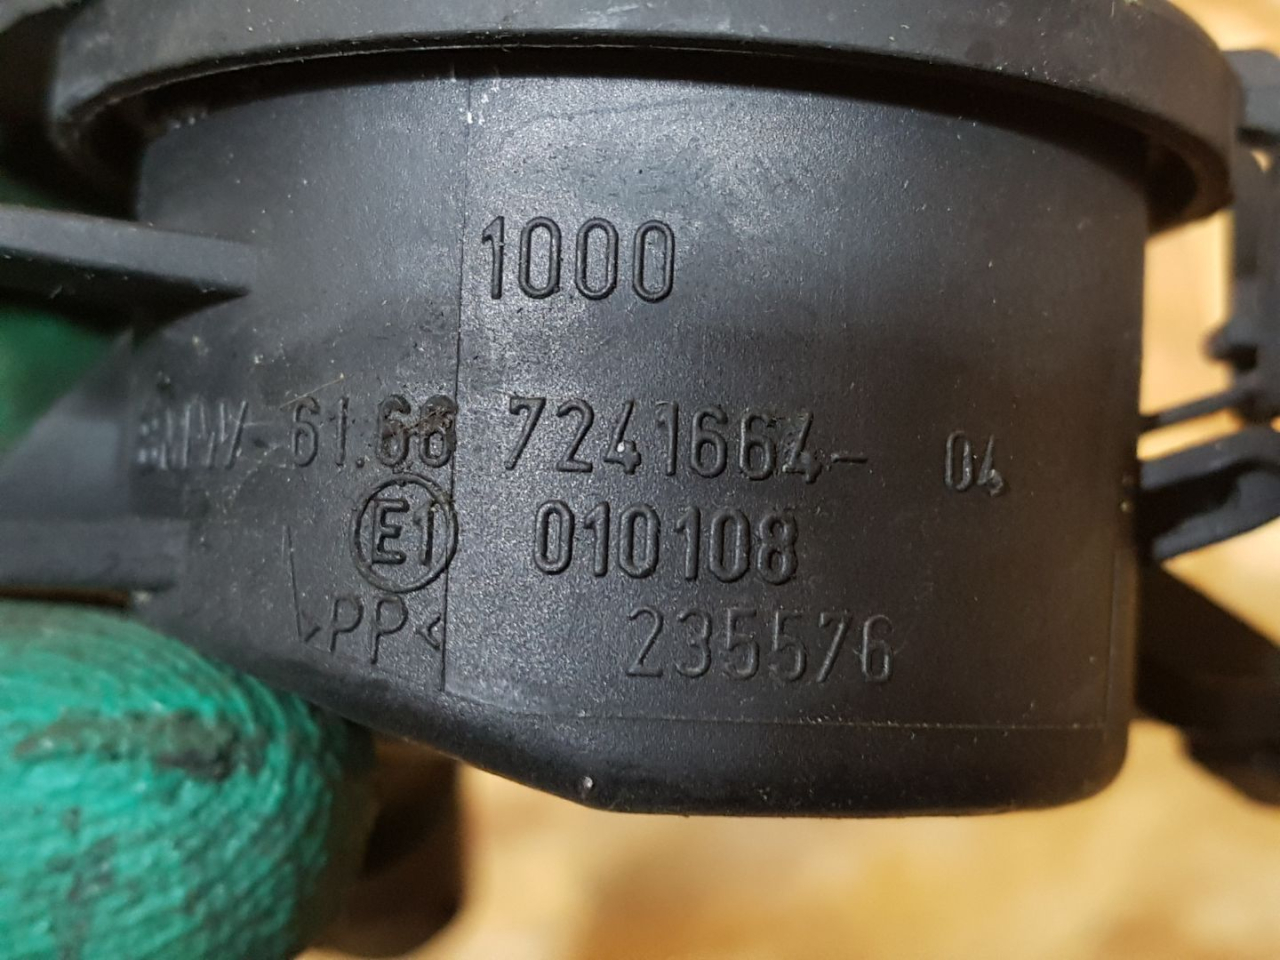 1000
BMW- 61.68 7241664- 04
E1 010108
>PP< 235576